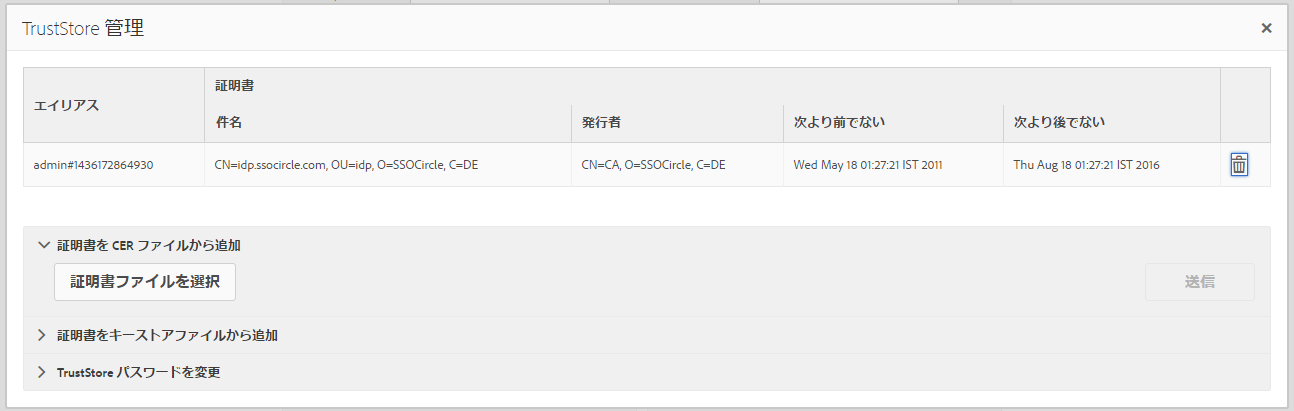 TrustStore 管理
エイリアス
証明書
件名 発行者 次より前でない 次より後でない
admin#1436172864930 CN=idp.ssocircle.com, OU=idp, O=SSOCircle, C=DE CN=CA, O=SSOCircle, C=DE Wed May 18 01:27:21 IST 2011 Thu Aug 18 01:27:21 IST 2016
証明書を CER ファイルから追加
証明書ファイルを選択 送信
証明書をキーストアファイルから追加
TrustStore パスワードを変更